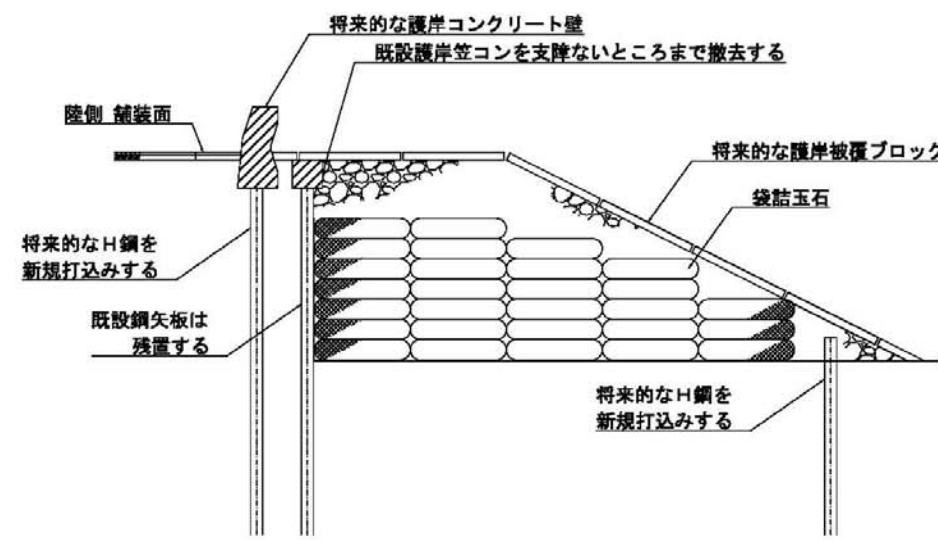 将来的な護岸コンクリート壁
既設護岸笠コンを支障ないところまで撤去する
陸側 舗装面
将来的な護岸被覆ブロック
袋詰玉石
将来的なH鋼を
新規打込みする
既設鋼矢板は
残置する
将来的なH鋼を
新規打込みする